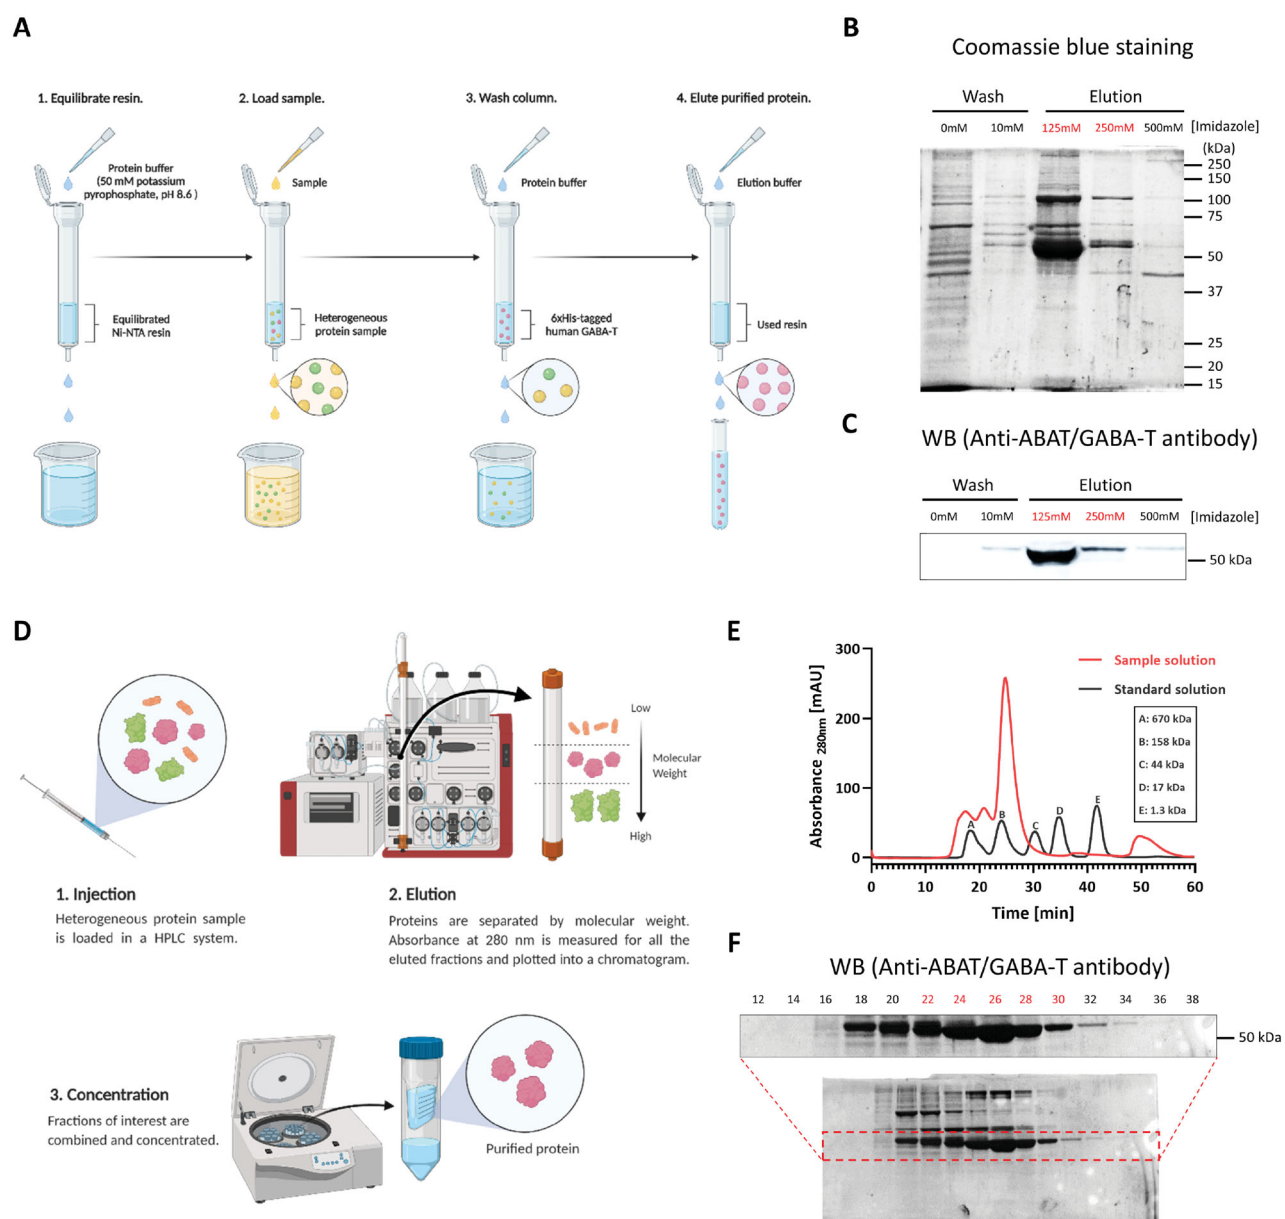 A
1. Equilibrate resin.
2. Load sample.
3. Wash column.
4. Elute purified protein.
Protein buffer
(50 mM potassium
pyrophosphate, pH 8.6 )
Sample
Protein buffer
Elution buffer
Equilibrated
Ni-NTA resin
Heterogeneous
protein sample
6xHis-tagged
human GABA-T
Used resin
B
Coomassie blue staining
Wash Elution
0mM 10mM 125mM 250mM 500mM [Imidazole]
(kDa)
250
150
100
75
50
37
25
20
15
C
WB (Anti-ABAT/GABA-T antibody)
Wash Elution
0mM 10mM 125mM 250mM 500mM [Imidazole]
50 kDa
D
1. Injection
Heterogeneous protein sample
is loaded in a HPLC system.
Low
Molecular
Weight
High
2. Elution
Proteins are separated by molecular weight.
Absorbance at 280 nm is measured for all the
eluted fractions and plotted into a chromatogram.
3. Concentration
Fractions of interest are
combined and concentrated.
Purified protein
E
Absorbance 280nm [mAU]
300
200
100
0
0 10 20 30 40 50 60
Time [min]
A
B
C
D
E
Sample solution
Standard solution
A: 670 kDa
B: 158 kDa
C: 44 kDa
D: 17 kDa
E: 1.3 kDa
F
WB (Anti-ABAT/GABA-T antibody)
12 14 16 18 20 22 24 26 28 30 32 34 36 38
50 kDa